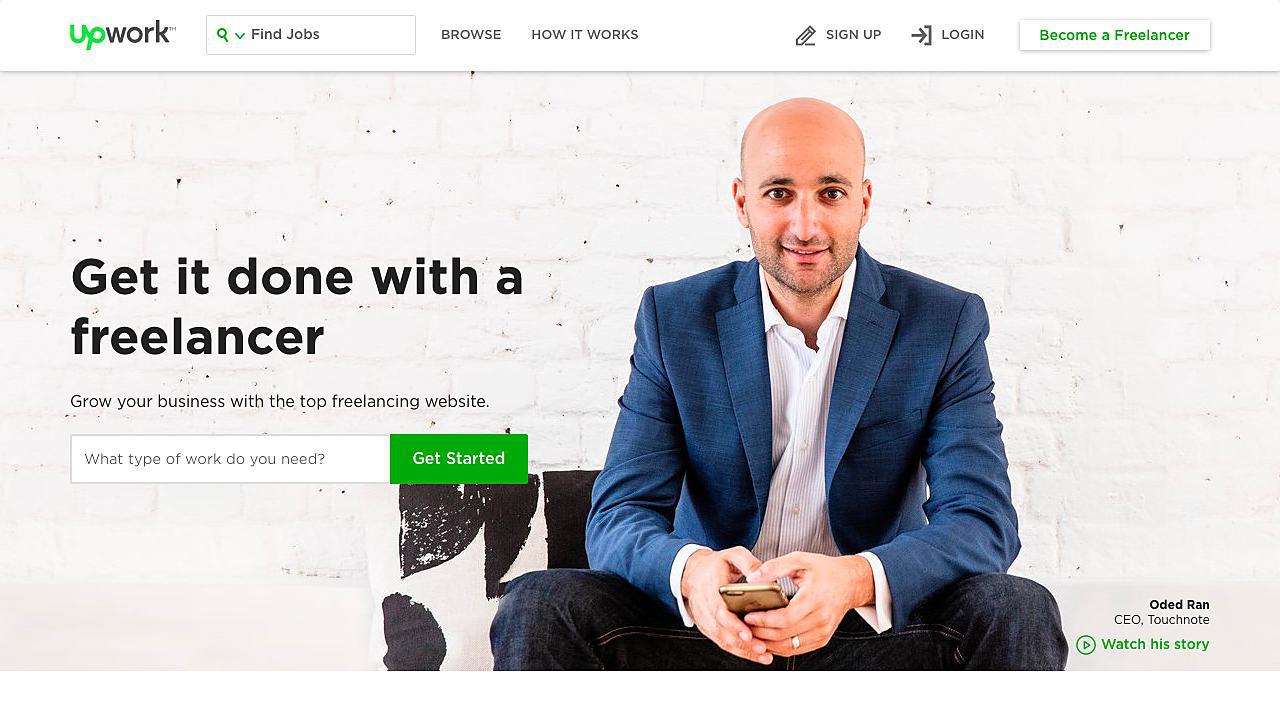 Upwork™
Find Jobs
BROWSE
HOW IT WORKS
SIGN UP
LOGIN
Become a Freelancer
Get it done with a
freelancer
Grow your business with the top freelancing website.
What type of work do you need?
Get Started
Oded Ran
CEO, Touchnote
Watch his story